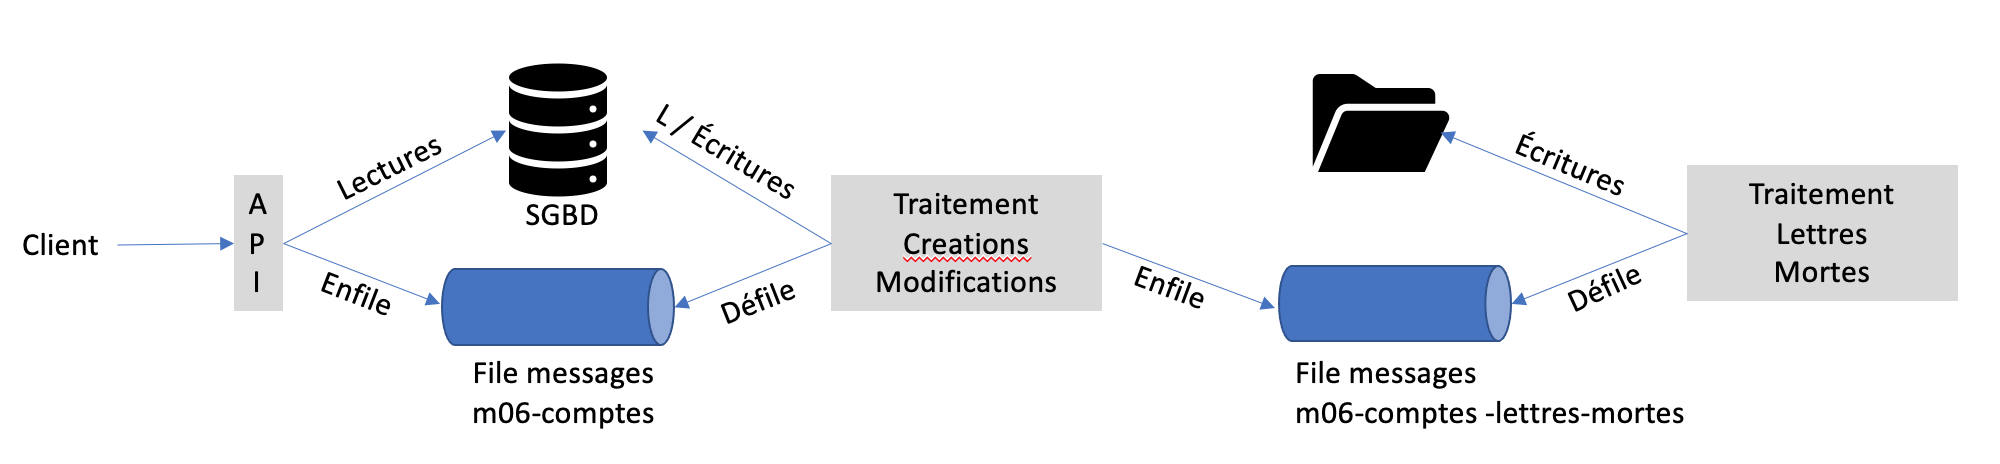 Client
A
P
I
Lectures
Enfile
SGBD
File messages
m06-comptes
L / Écritures
Défile
Traitement
Creations
Modifications
Enfile
File messages
m06-comptes -lettres-mortes
Écritures
Défile
Traitement
Lettres
Mortes